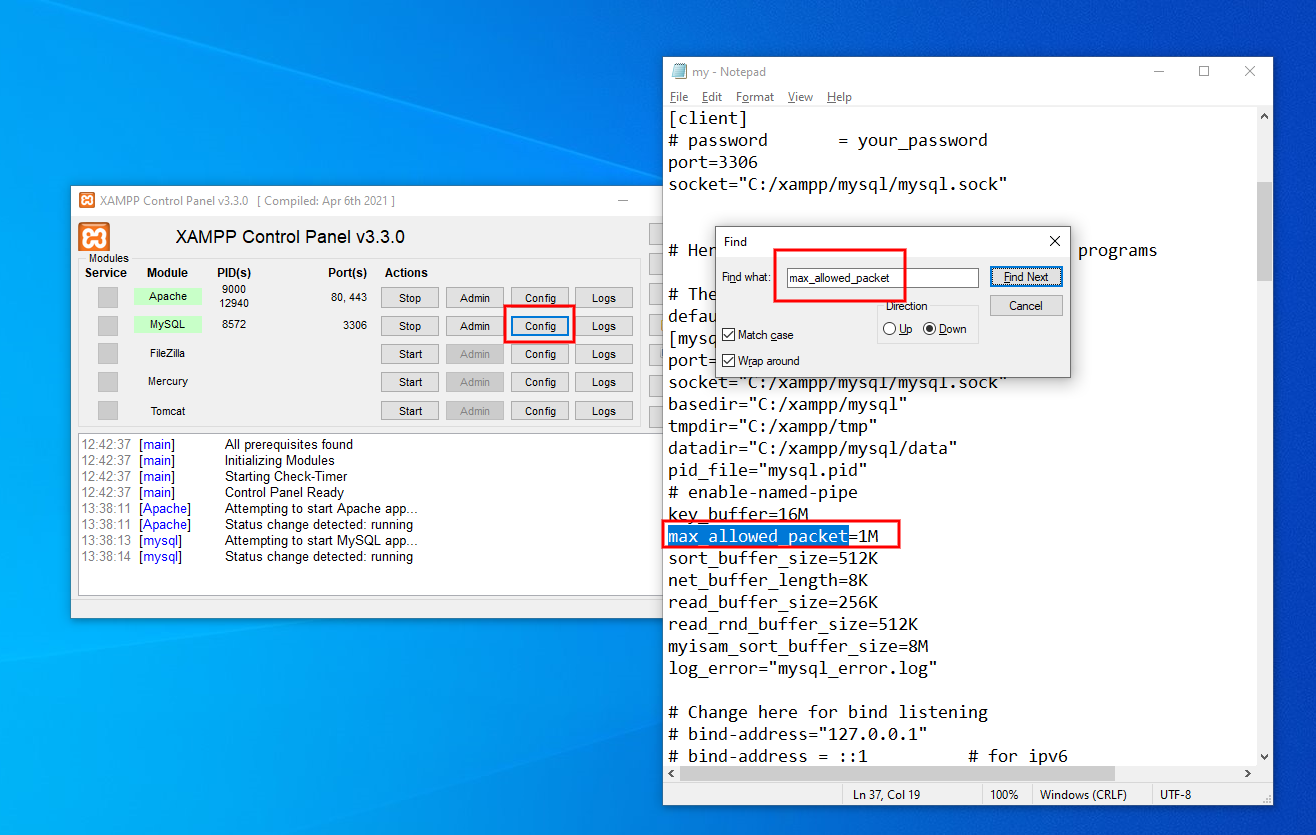 XAMPP Control Panel v3.3.0 [ Compiled: Apr 6th 2021 ]
XAMPP Control Panel v3.3.0
Modules
Service Module PID(s) Port(s) Actions
Apache 9000 12940 80, 443 Stop Admin Config Logs
MySQL 8572 3306 Stop Admin Config Logs
FileZilla Start Admin Config Logs
Mercury Start Admin Config Logs
Tomcat Start Admin Config Logs
12:42:37 [main] All prerequisites found
12:42:37 [main] Initializing Modules
12:42:37 [main] Starting Check-Timer
12:42:37 [main] Control Panel Ready
13:38:11 [Apache] Attempting to start Apache app...
13:38:11 [Apache] Status change detected: running
13:38:13 [mysql] Attempting to start MySQL app...
13:38:14 [mysql] Status change detected: running
my - Notepad
File Edit Format View Help
[client]
# password = your_password
port=3306
socket="C:/xampp/mysql/mysql.sock"
programs
Find
Find what: max_allowed_packet Find Next
Cancel
Direction
Up Down
Match case
Wrap around
socket="C:/xampp/mysql/mysql.sock"
basedir="C:/xampp/mysql"
tmpdir="C:/xampp/tmp"
datadir="C:/xampp/mysql/data"
pid_file="mysql.pid"
# enable-named-pipe
key_buffer=16M
max_allowed_packet=1M
sort_buffer_size=512K
net_buffer_length=8K
read_buffer_size=256K
read_rnd_buffer_size=512K
myisam_sort_buffer_size=8M
log_error="mysql_error.log"
# Change here for bind listening
# bind-address="127.0.0.1"
# bind-address = ::1 # for ipv6
Ln 37, Col 19 100% Windows (CRLF) UTF-8